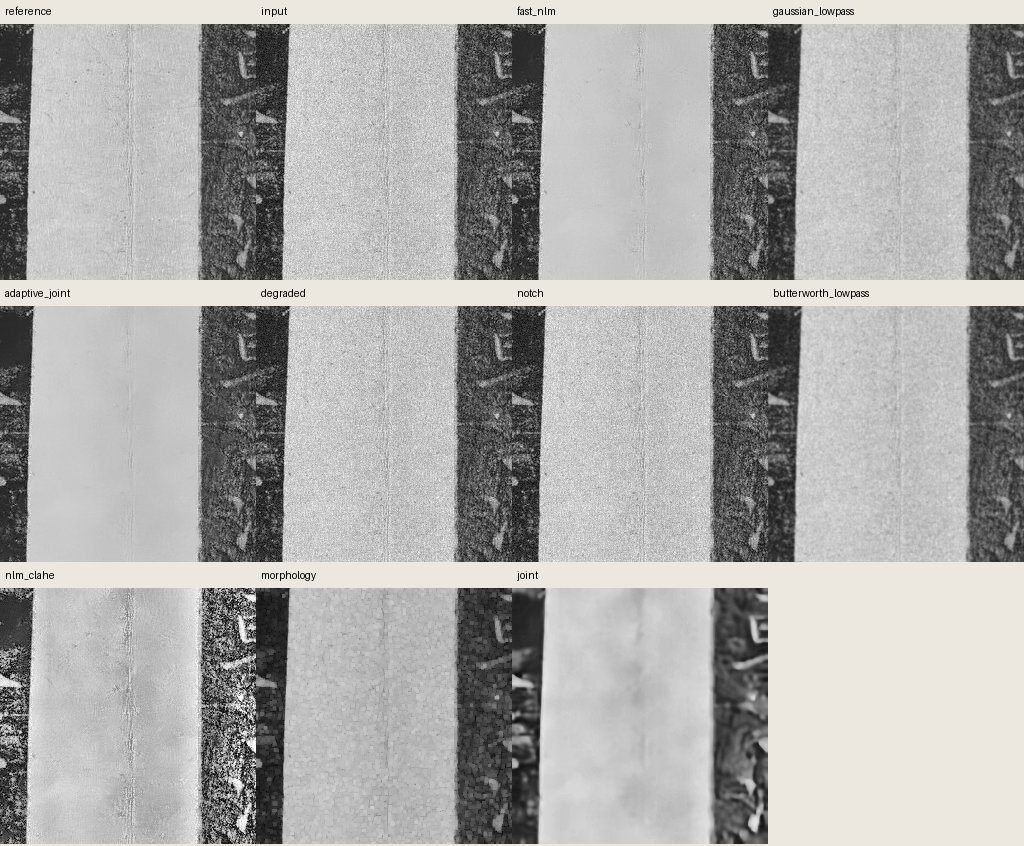 reference input fast_nlm gaussian_lowpass
adaptive_joint degraded notch butterworth_lowpass
nlm_clahe morphology joint